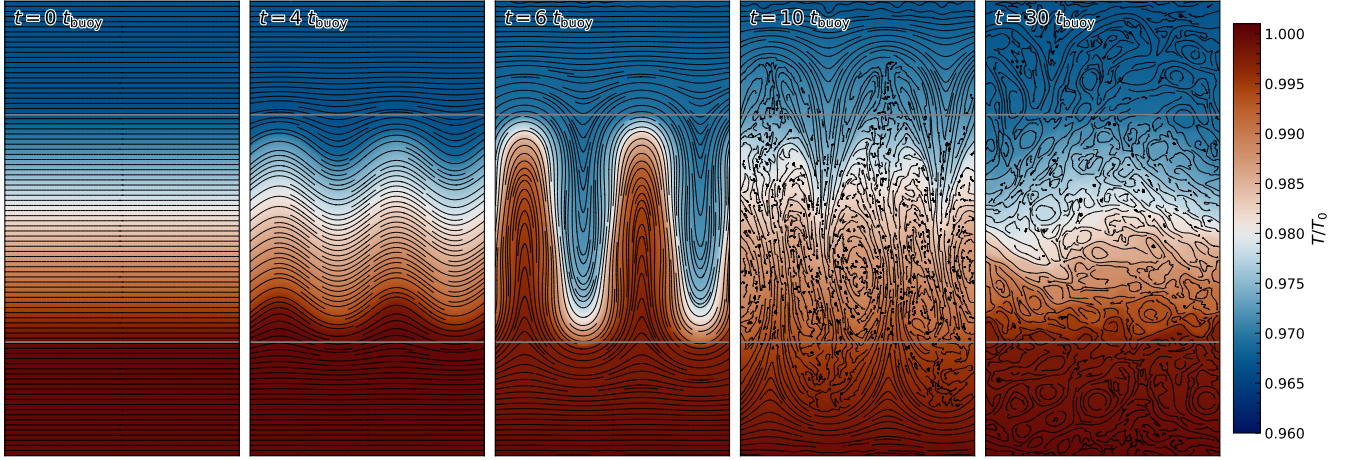 t = 0 t_buoy
t = 4 t_buoy
t = 6 t_buoy
t = 10 t_buoy
t = 30 t_buoy
1.000
0.995
0.990
0.985
0.980
0.975
0.970
0.965
0.960
T/T_0